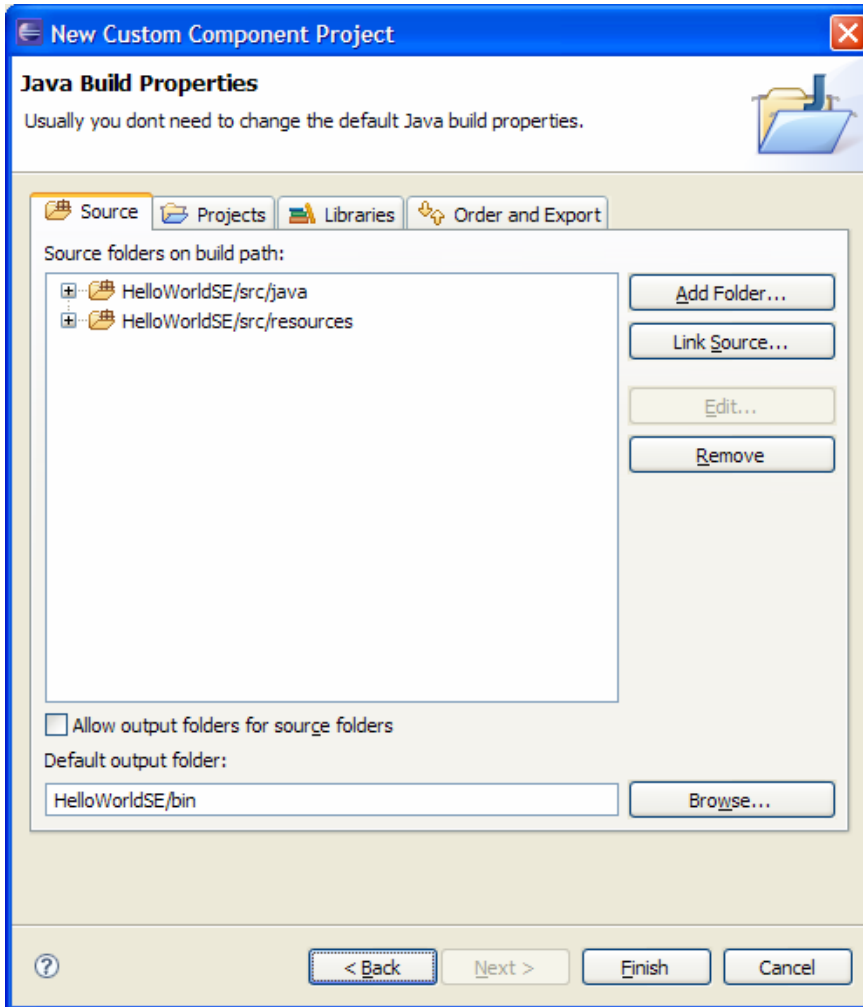 New Custom Component Project
Java Build Properties
Usually you dont need to change the default Java build properties.
Source Projects Libraries Order and Export
Source folders on build path:
HelloWorldSE/src/java
HelloWorldSE/src/resources
Add Folder...
Link Source...
Edit...
Remove
Allow output folders for source folders
Default output folder:
HelloWorldSE/bin Browse...
< Back Next > Finish Cancel